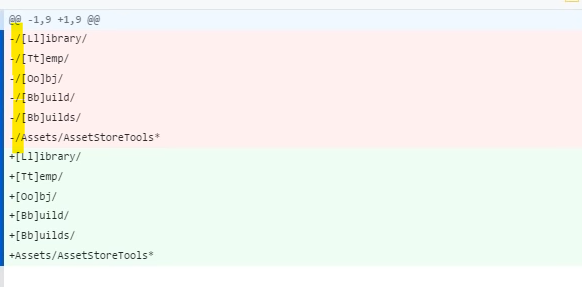 @@ -1,9 +1,9 @@
-/[Ll]ibrary/
-/[Tt]emp/
-/[Oo]bj/
-/[Bb]uild/
-/[Bb]uilds/
-/Assets/AssetStoreTools*
+[Ll]ibrary/
+[Tt]emp/
+[Oo]bj/
+[Bb]uild/
+[Bb]uilds/
+Assets/AssetStoreTools*